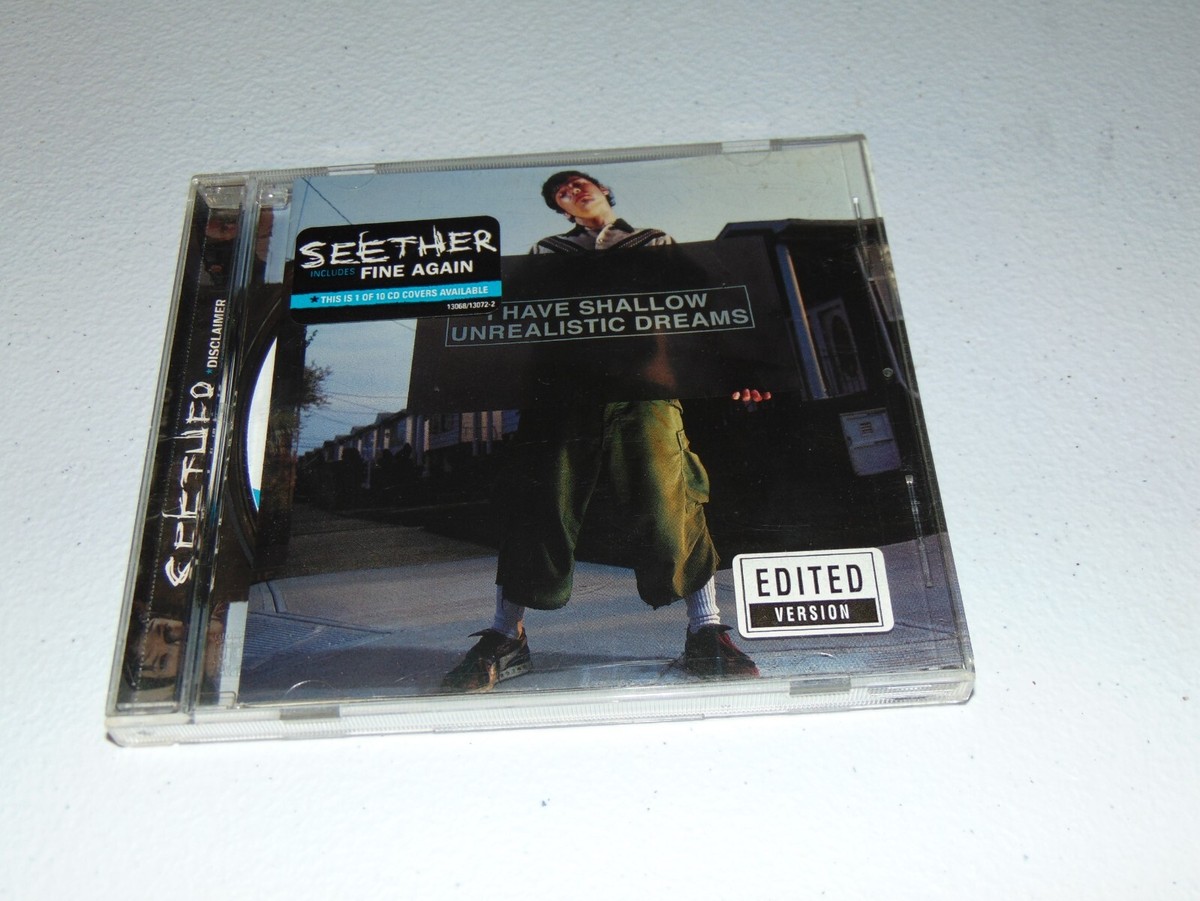 SEETHER
INCLUDES FINE AGAIN
*THIS IS 1 OF 10 CD COVERS AVAILABLE
13068/13072-2
I HAVE SHALLOW
UNREALISTIC DREAMS
EDITED
VERSION
SEETHER *DISCLAIMER